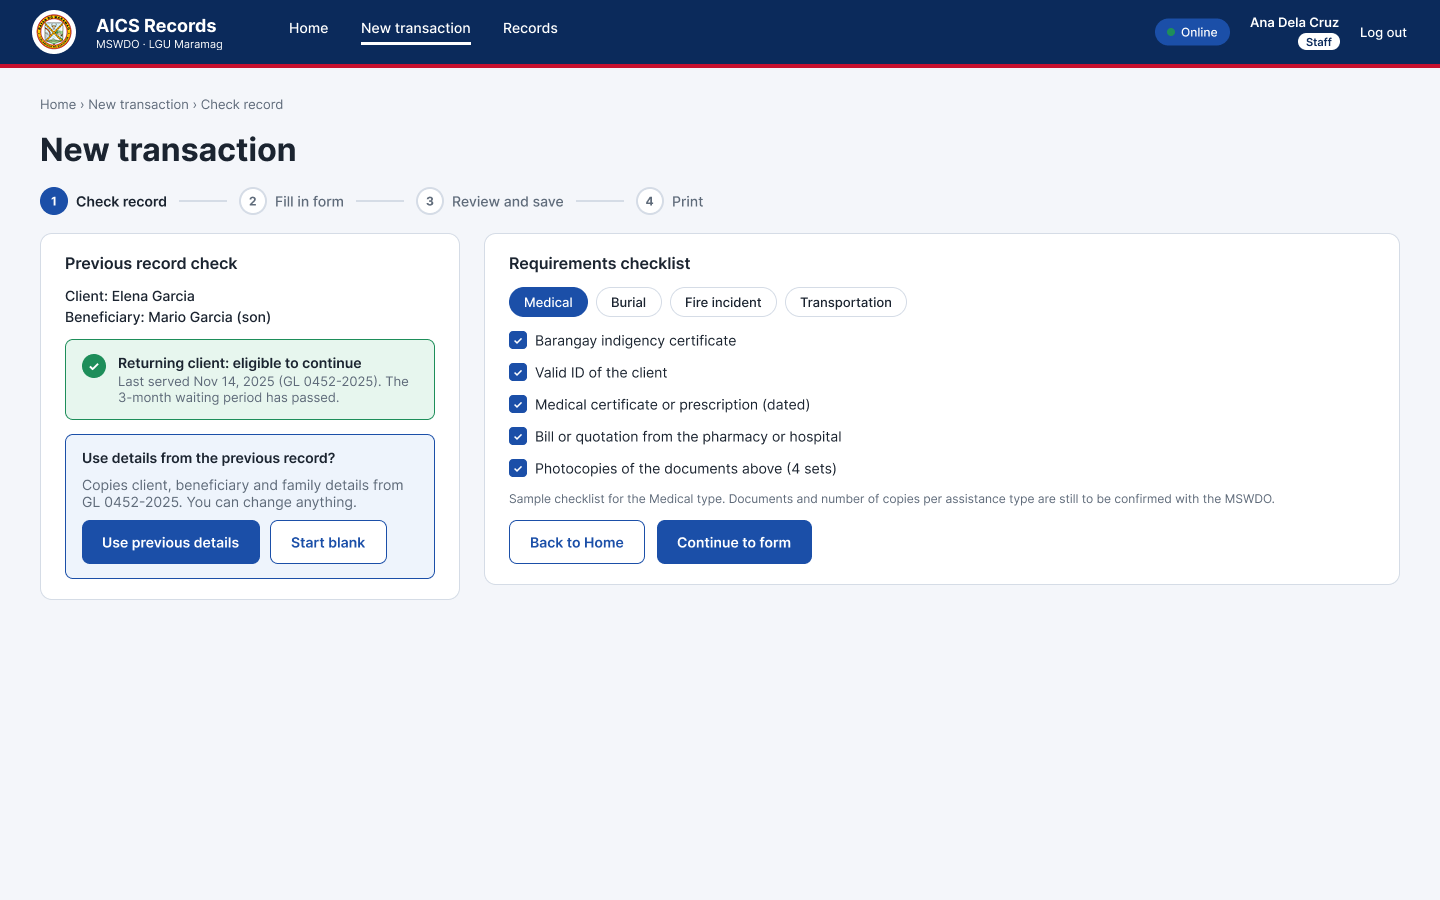 AICS Records
MSWDO · LGU Maramag
Home
New transaction
Records
Online
Ana Dela Cruz
Staff
Log out
Home › New transaction › Check record
New transaction
1 Check record
2 Fill in form
3 Review and save
4 Print
Previous record check
Client: Elena Garcia
Beneficiary: Mario Garcia (son)
Returning client: eligible to continue
Last served Nov 14, 2025 (GL 0452-2025). The
3-month waiting period has passed.
Use details from the previous record?
Copies client, beneficiary and family details from
GL 0452-2025. You can change anything.
Use previous details
Start blank
Requirements checklist
Medical
Burial
Fire incident
Transportation
Barangay indigency certificate
Valid ID of the client
Medical certificate or prescription (dated)
Bill or quotation from the pharmacy or hospital
Photocopies of the documents above (4 sets)
Sample checklist for the Medical type. Documents and number of copies per assistance type are still to be confirmed with the MSWDO.
Back to Home
Continue to form